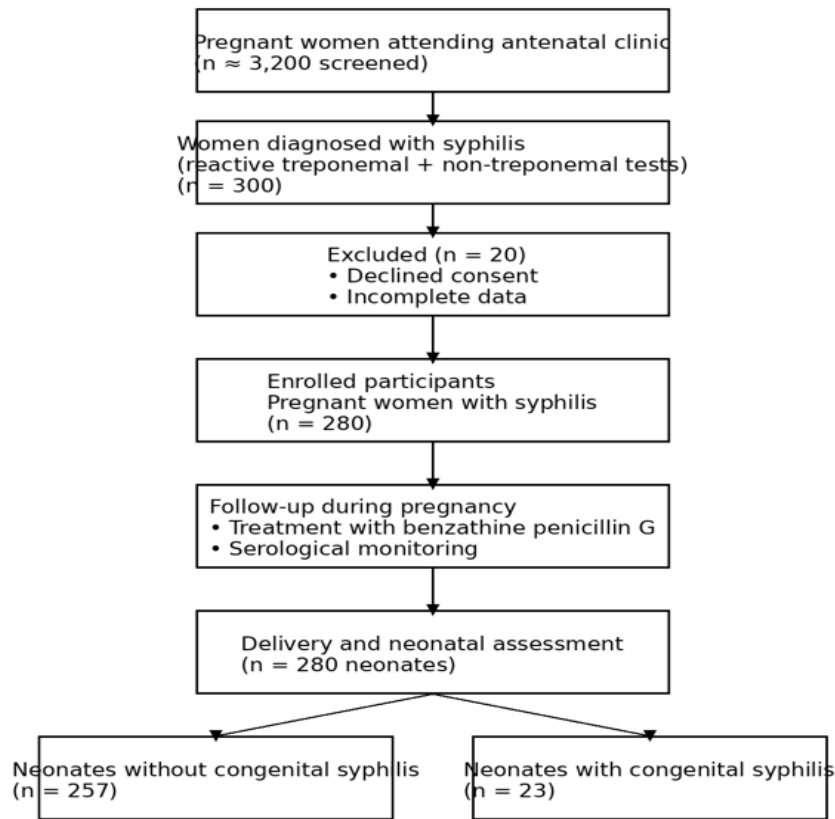 Pregnant women attending antenatal clinic
(n ≈ 3,200 screened)
Women diagnosed with syphilis
(reactive treponemal + non-treponemal tests)
(n = 300)
Excluded (n = 20)
• Declined consent
• Incomplete data
Enrolled participants
Pregnant women with syphilis
(n = 280)
Follow-up during pregnancy
• Treatment with benzathine penicillin G
• Serological monitoring
Delivery and neonatal assessment
(n = 280 neonates)
Neonates without congenital syphilis
(n = 257)
Neonates with congenital syphilis
(n = 23)